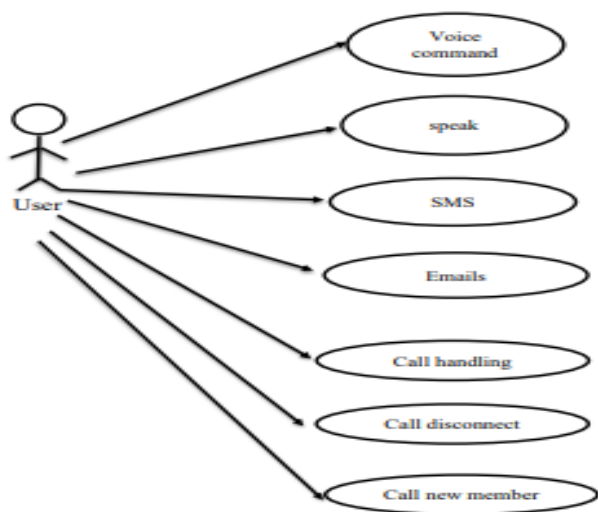 Voice
command
speak
User
SMS
Emails
Call handling
Call disconnect
Call new member